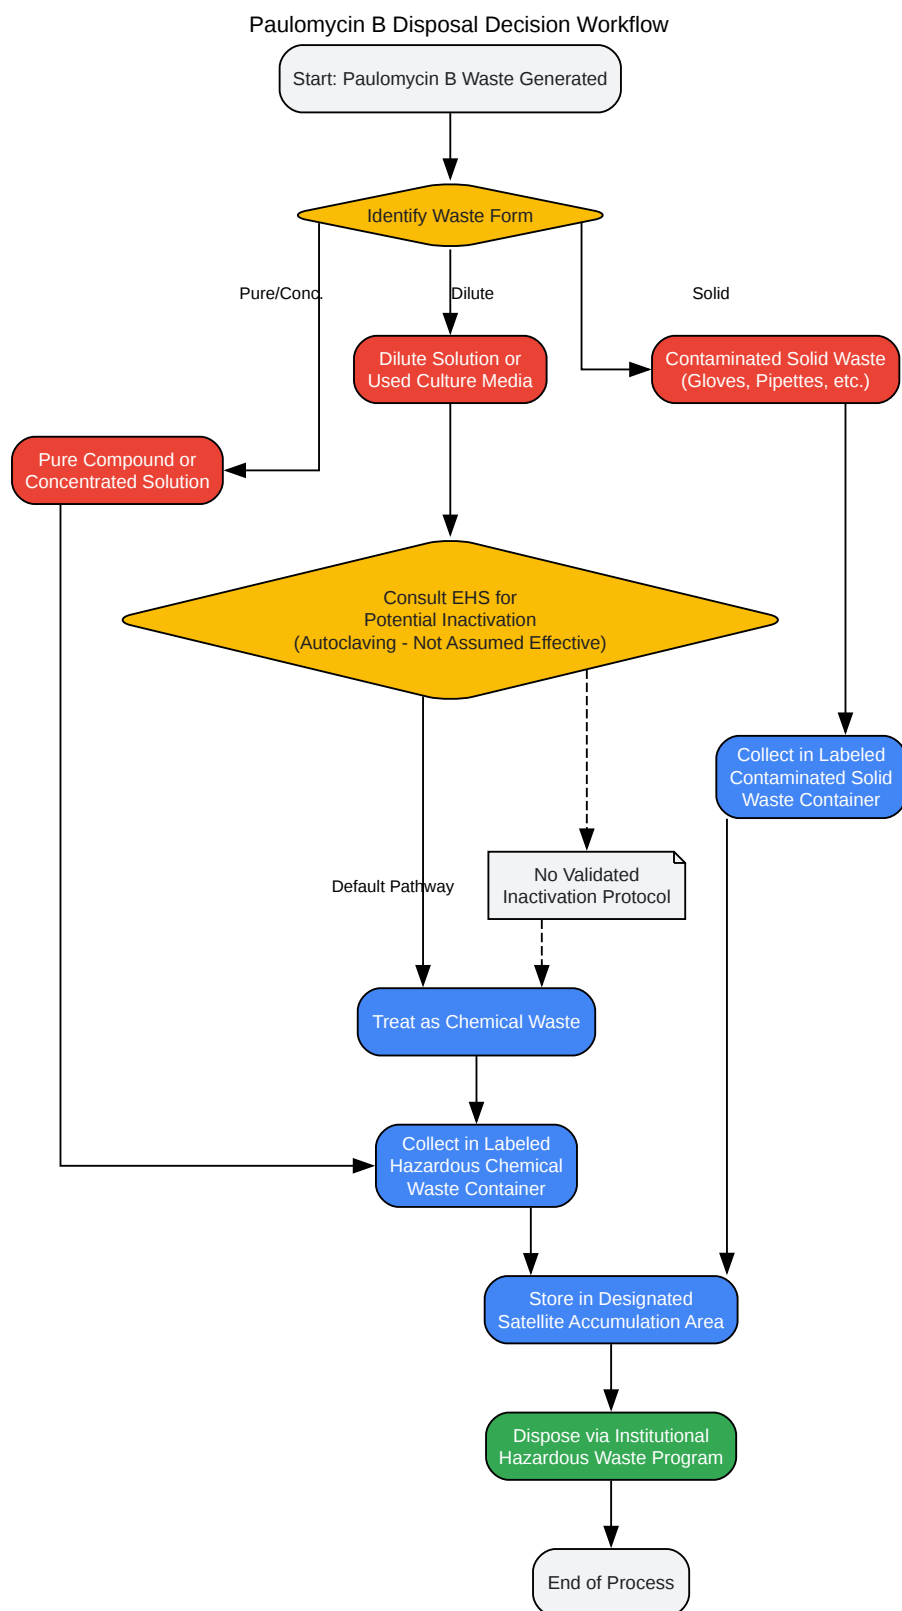 Paulomycin B Disposal Decision Workflow
Start: Paulomycin B Waste Generated
Identify Waste Form
Pure/Conc.
Dilute
Solid
Dilute Solution or
Used Culture Media
Contaminated Solid Waste
(Gloves, Pipettes, etc.)
Pure Compound or
Concentrated Solution
Consult EHS for
Potential Inactivation
(Autoclaving - Not Assumed Effective)
Collect in Labeled
Contaminated Solid
Waste Container
Default Pathway
No Validated
Inactivation Protocol
Treat as Chemical Waste
Collect in Labeled
Hazardous Chemical
Waste Container
Store in Designated
Satellite Accumulation Area
Dispose via Institutional
Hazardous Waste Program
End of Process